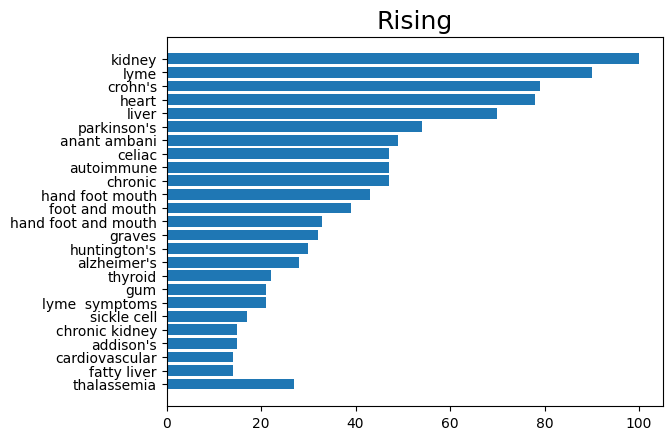 Rising
kidney
lyme
crohn's
heart
liver
parkinson's
anant ambani
celiac
autoimmune
chronic
hand foot mouth
foot and mouth
hand foot and mouth
graves
huntington's
alzheimer's
thyroid
gum
lyme  symptoms
sickle cell
chronic kidney
addison's
cardiovascular
fatty liver
thalassemia
0 20 40 60 80 100